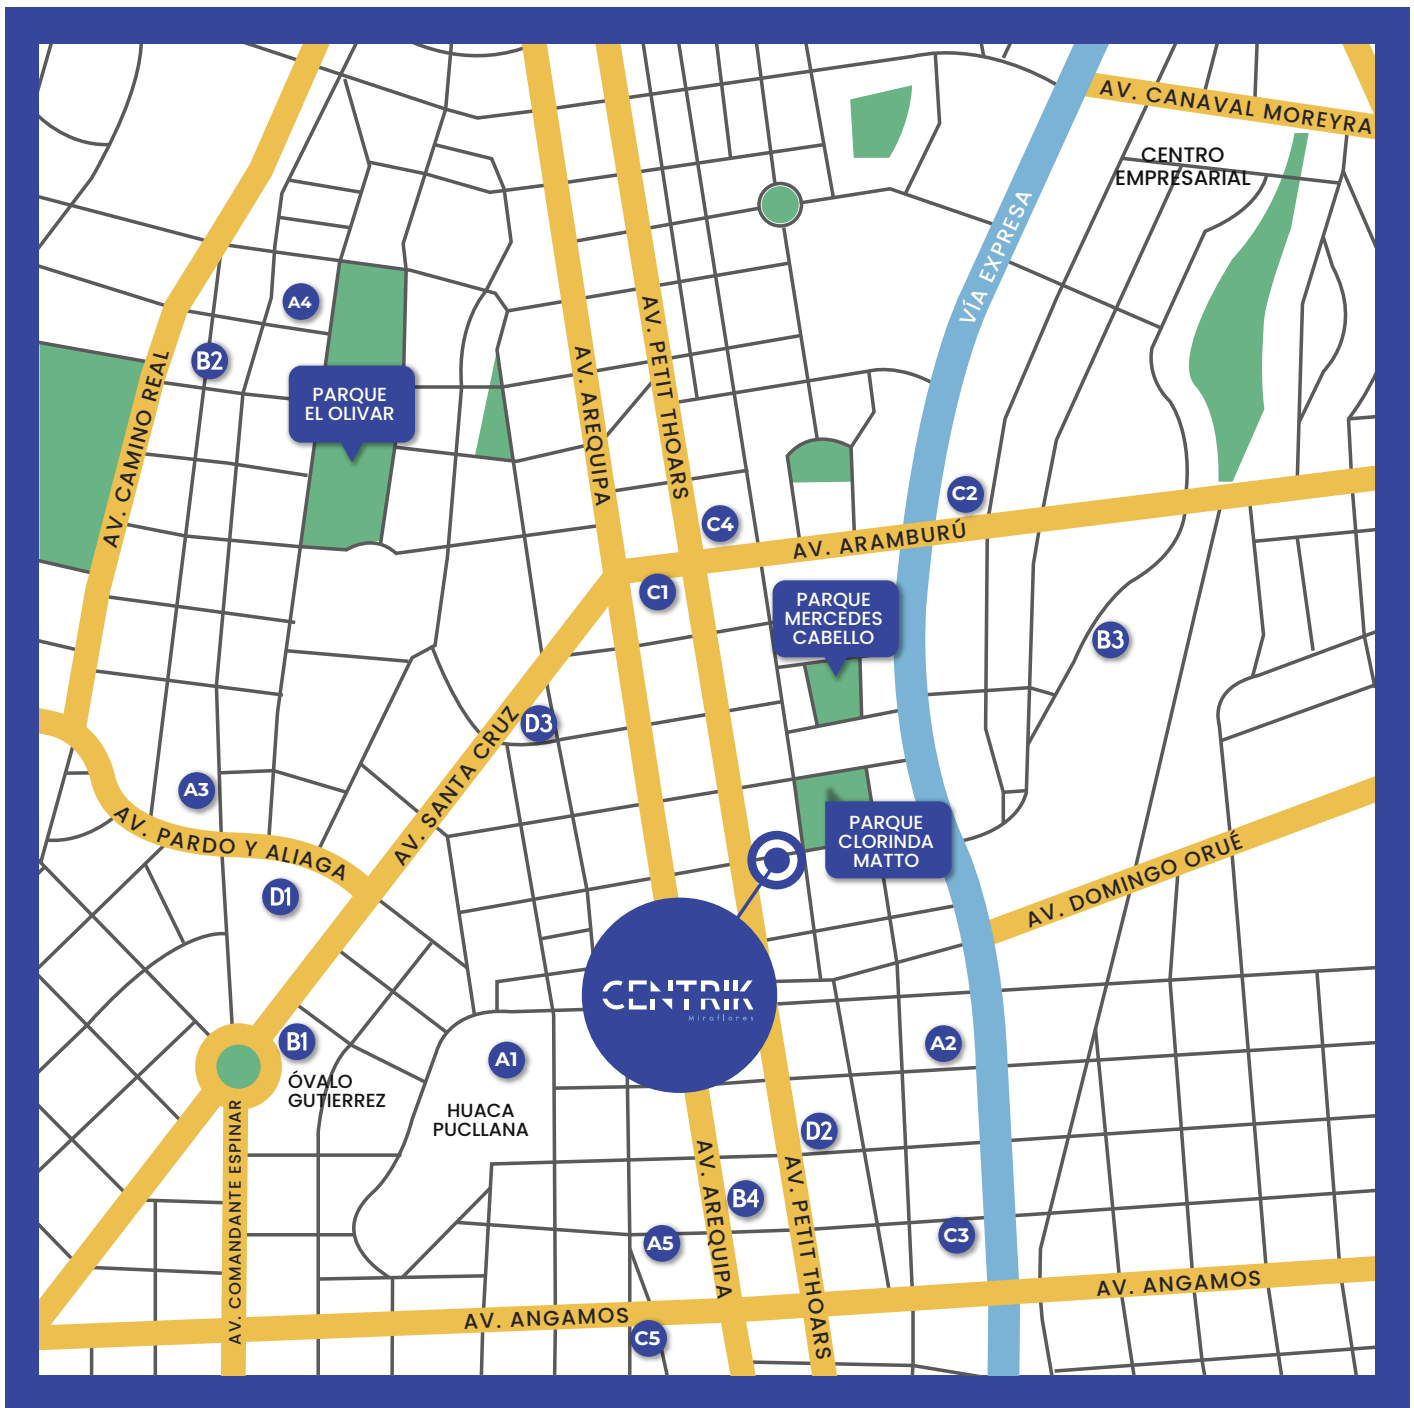 AV. CANAVAL MOREYRA
CENTRO
EMPRESARIAL
VÍA EXPRESA
A4
B2
AV. PETIT THOARS
AV. AREQUIPA
AV. CAMINO REAL
PARQUE
EL OLIVAR
C2
C4
AV. ARAMBURÚ
C1
PARQUE
MERCEDES
CABELLO
B3
D3
AV. SANTA CRUZ
A3
AV. PARDO Y ALIAGA
PARQUE
CLORINDA
MATTO
AV. DOMINGO ORUÉ
D1
CENTRIK
Miraflores
B1
A1
A2
ÓVALO
GUTIERREZ
HUACA
PUCLLANA
D2
AV. COMANDANTE ESPINAR
AV. AREQUIPA
B4
AV. PETIT THOARS
A5
C3
AV. ANGAMOS
AV. ANGAMOS
C5